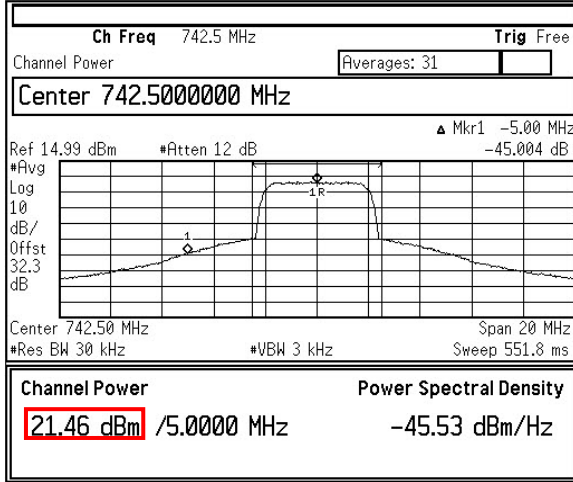 Ch Freq 742.5 MHz Trig Free
Channel Power Averages: 31
Center 742.5000000 MHz
▵ Mkr1 -5.00 MHz
Ref 14.99 dBm #Atten 12 dB -45.004 dB
#Avg
Log
10
dB/
Offst
32.3
dB
1R
1
Center 742.50 MHz Span 20 MHz
#Res BW 30 kHz #VBW 3 kHz Sweep 551.8 ms
Channel Power Power Spectral Density
21.46 dBm /5.0000 MHz -45.53 dBm/Hz